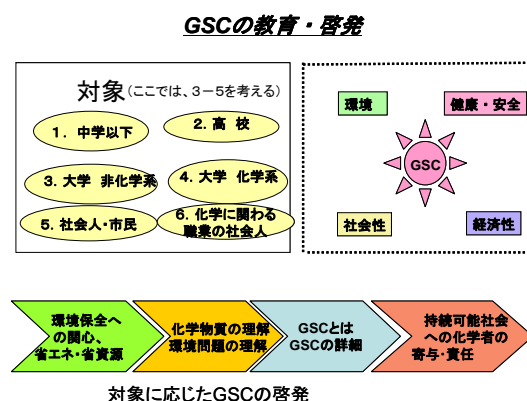 GSCの教育・啓発
対象(ここでは、3－5を考える)
1. 中学以下
2. 高 校
3. 大学 非化学系
4. 大学 化学系
5. 社会人・市民
6. 化学に関わる
職業の社会人
環境
健康・安全
GSC
社会性
経済性
環境保全へ
の関心、
省エネ・省資源
化学物質の理解
環境問題の理解
GSCとは
GSCの詳細
持続可能社会
への化学者の
寄与・責任
対象に応じたGSCの啓発